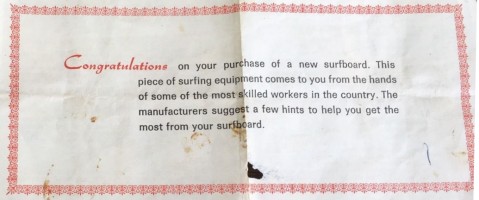 Congratulations on your purchase of a new surfboard. This
piece of surfing equipment comes to you from the hands
of some of the most skilled workers in the country. The
manufacturers suggest a few hints to help you get the
most from your surfboard.